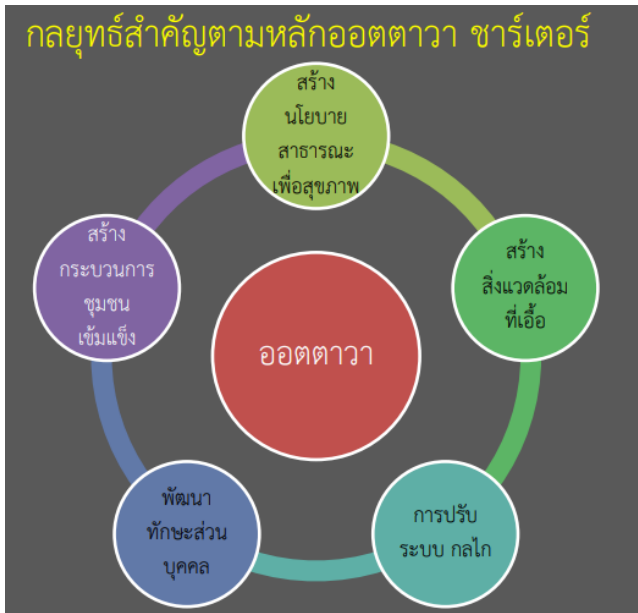 กลยุทธ์สำคัญตามหลักออตตาวา ชาร์เตอร์
สร้าง
นโยบาย
สาธารณะ
เพื่อสุขภาพ
สร้าง
สิ่งแวดล้อม
ที่เอื้อ
การปรับ
ระบบ กลไก
พัฒนา
ทักษะส่วน
บุคคล
สร้าง
กระบวนการ
ชุมชน
เข้มแข็ง
ออตตาวา